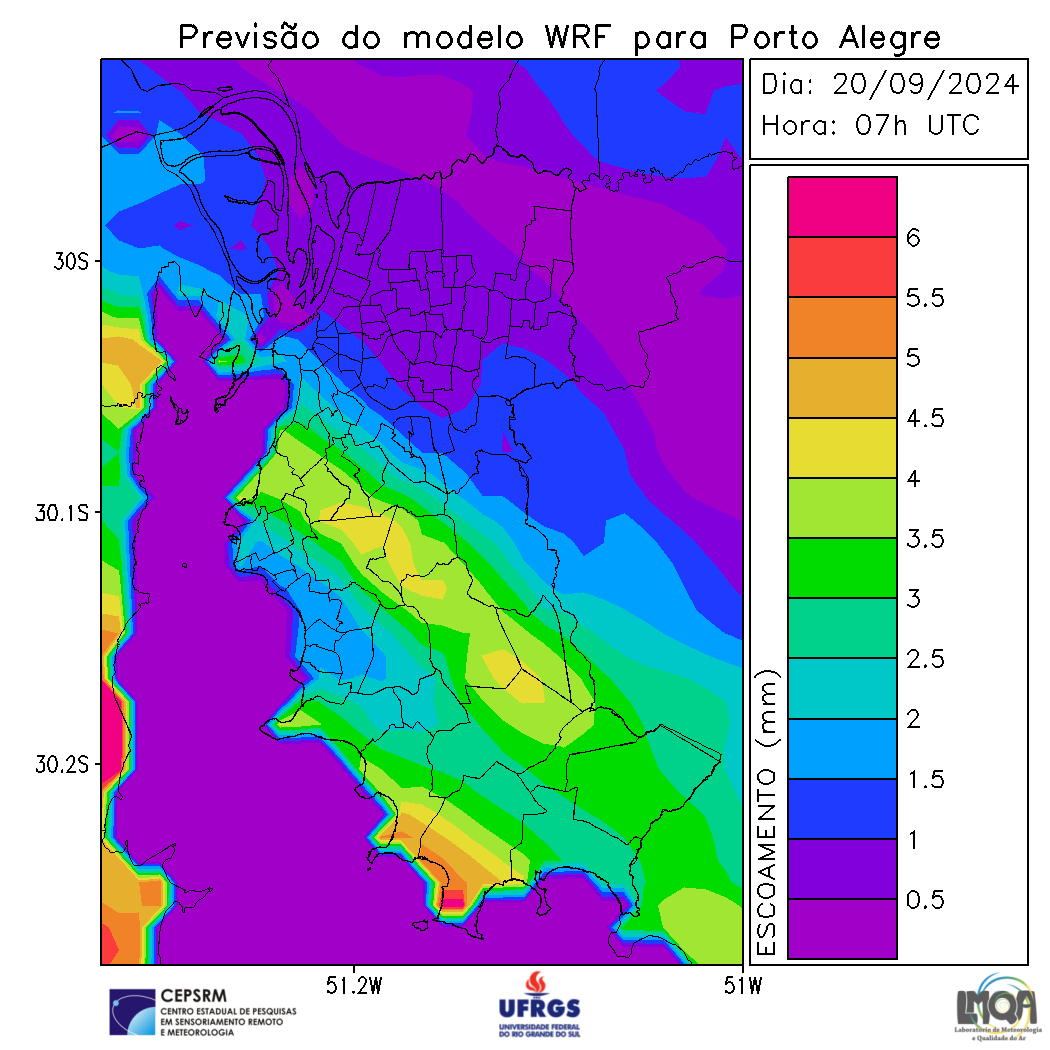 Previsão do modelo WRF para Porto Alegre
Dia: 20/09/2024
Hora: 07h UTC
30S
30.1S
30.2S
51.2W
51W
ESCOAMENTO (mm)
6
5.5
5
4.5
4
3.5
3
2.5
2
1.5
1
0.5
CEPSRM
CENTRO ESTADUAL DE PESQUISAS
EM SENSORIAMENTO REMOTO
E METEOROLOGIA
UFRGS
UNIVERSIDADE FEDERAL
DO RIO GRANDE DO SUL
LMQA
Laboratório de Meteorologia
e Qualidade do Ar